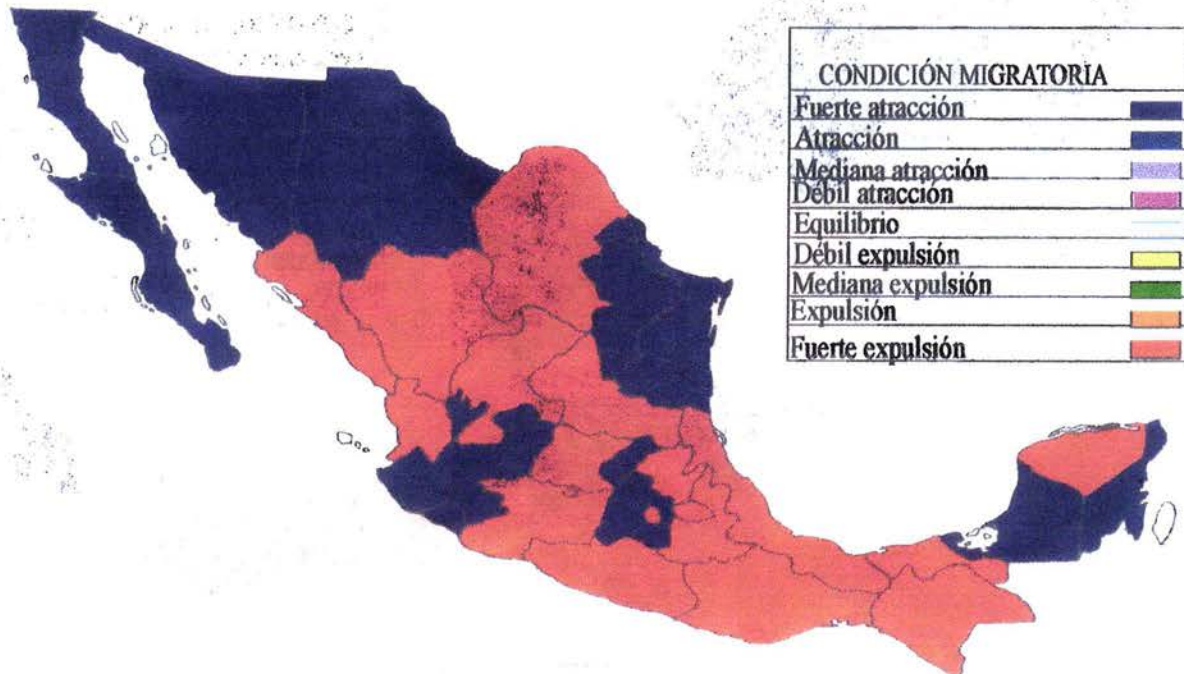 CONDICIÓN MIGRATORIA
Fuerte atracción
Atracción
Mediana atracción
Débil atracción
Equilibrio
Débil expulsión
Mediana expulsión
Expulsión
Fuerte expulsión